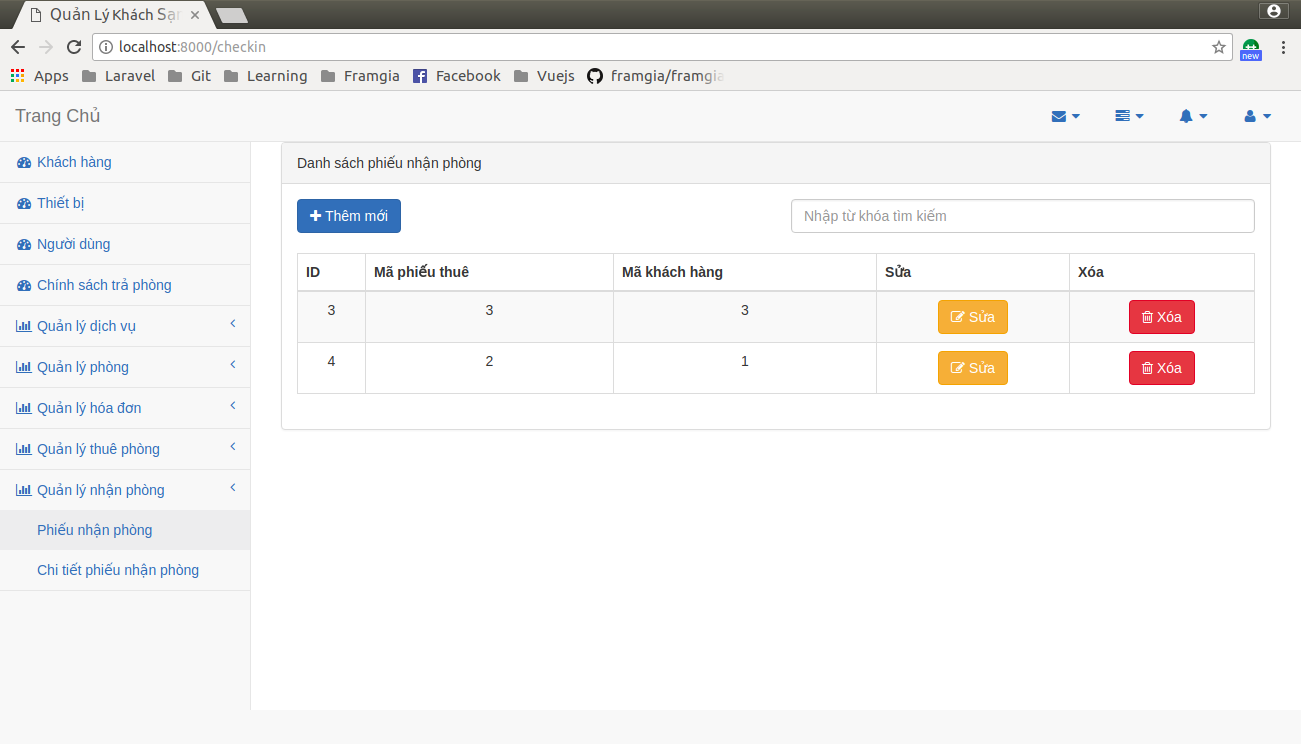 Quản Lý Khách Sạn
localhost:8000/checkin
new
Apps Laravel Git Learning Framgia Facebook Vuejs framgia/framgia
Trang Chủ
Khách hàng
Thiết bị
Người dùng
Chính sách trả phòng
Quản lý dịch vụ
Quản lý phòng
Quản lý hóa đơn
Quản lý thuê phòng
Quản lý nhận phòng
Phiếu nhận phòng
Chi tiết phiếu nhận phòng
Danh sách phiếu nhận phòng
Thêm mới Nhập từ khóa tìm kiếm
ID Mã phiếu thuê Mã khách hàng Sửa Xóa
3 3 3 Sửa Xóa
4 2 1 Sửa Xóa